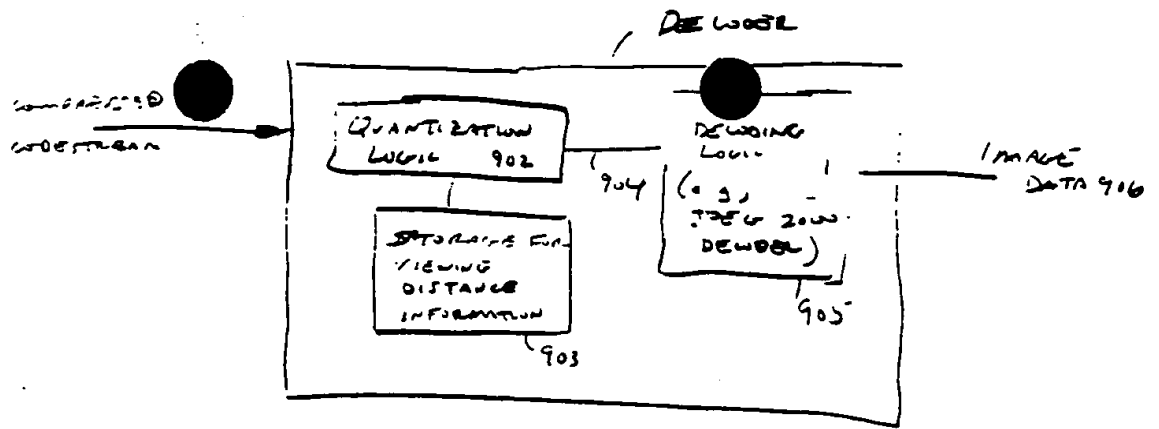 DECODER
COMPRESSED
CODESTREAM
QUANTIZATION
LOGIC 902
904
DECODING
LOGIC
(e.g.,
JPEG 2000
DECODER)
905
IMAGE
DATA 906
STORAGE FOR
VIEWING
DISTANCE
INFORMATION
903